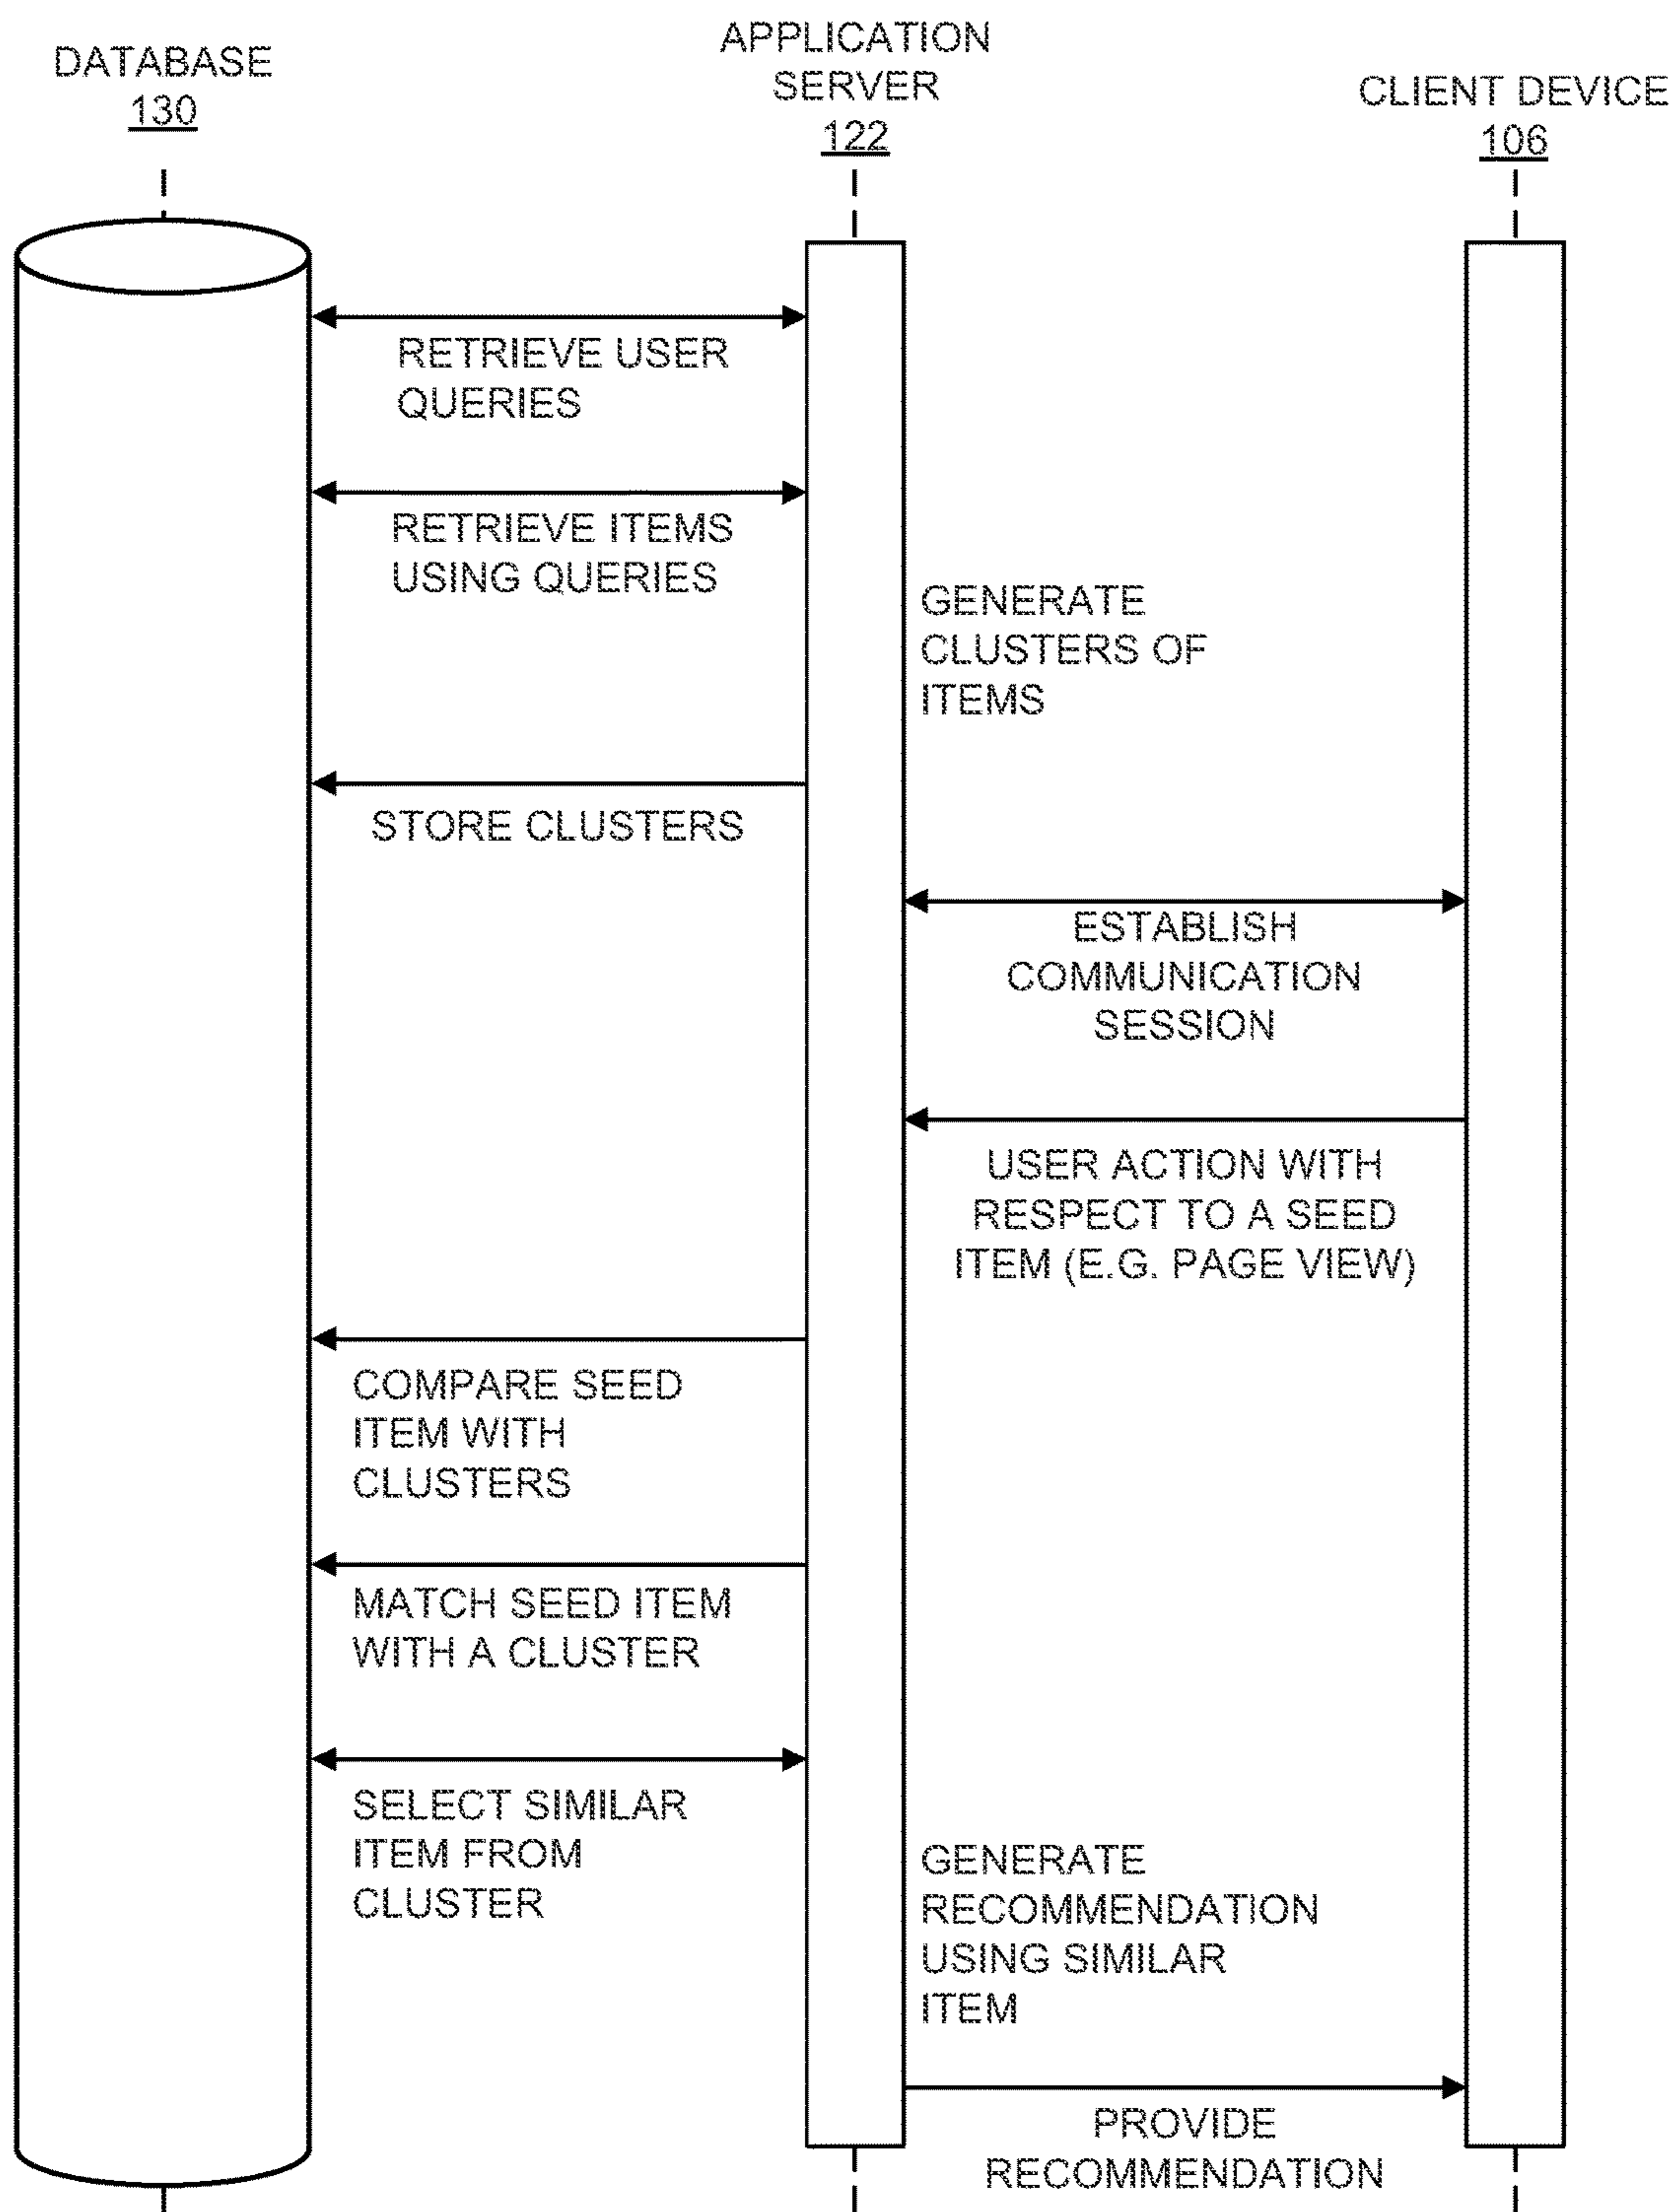 DATABASE
130
APPLICATION
SERVER
122
CLIENT DEVICE
106
RETRIEVE USER
QUERIES
RETRIEVE ITEMS
USING QUERIES
GENERATE
CLUSTERS OF
ITEMS
STORE CLUSTERS
ESTABLISH
COMMUNICATION
SESSION
USER ACTION WITH
RESPECT TO A SEED
ITEM (E.G. PAGE VIEW)
COMPARE SEED
ITEM WITH
CLUSTERS
MATCH SEED ITEM
WITH A CLUSTER
SELECT SIMILAR
ITEM FROM
CLUSTER
GENERATE
RECOMMENDATION
USING SIMILAR
ITEM
PROVIDE
RECOMMENDATION